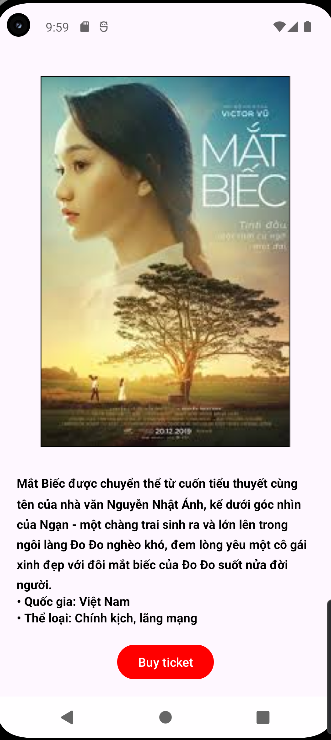 9:59
VICTOR VŨ
MẮT
BIẾC
Tình đầu
20.12.2019
Mắt Biếc được chuyển thể từ cuốn tiểu thuyết cùng
tên của nhà văn Nguyễn Nhật Ánh, kể dưới góc nhìn
của Ngạn - một chàng trai sinh ra và lớn lên trong
ngôi làng Đo Đo nghèo khó, đem lòng yêu một cô gái
xinh đẹp với đôi mắt biếc của Đo Đo suốt nửa đời
người.
• Quốc gia: Việt Nam
• Thể loại: Chính kịch, lãng mạng
Buy ticket